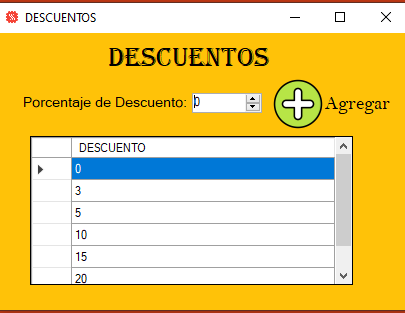 DESCUENTOS
DESCUENTOS
Porcentaje de Descuento: 0
Agregar
DESCUENTO
0
3
5
10
15
20